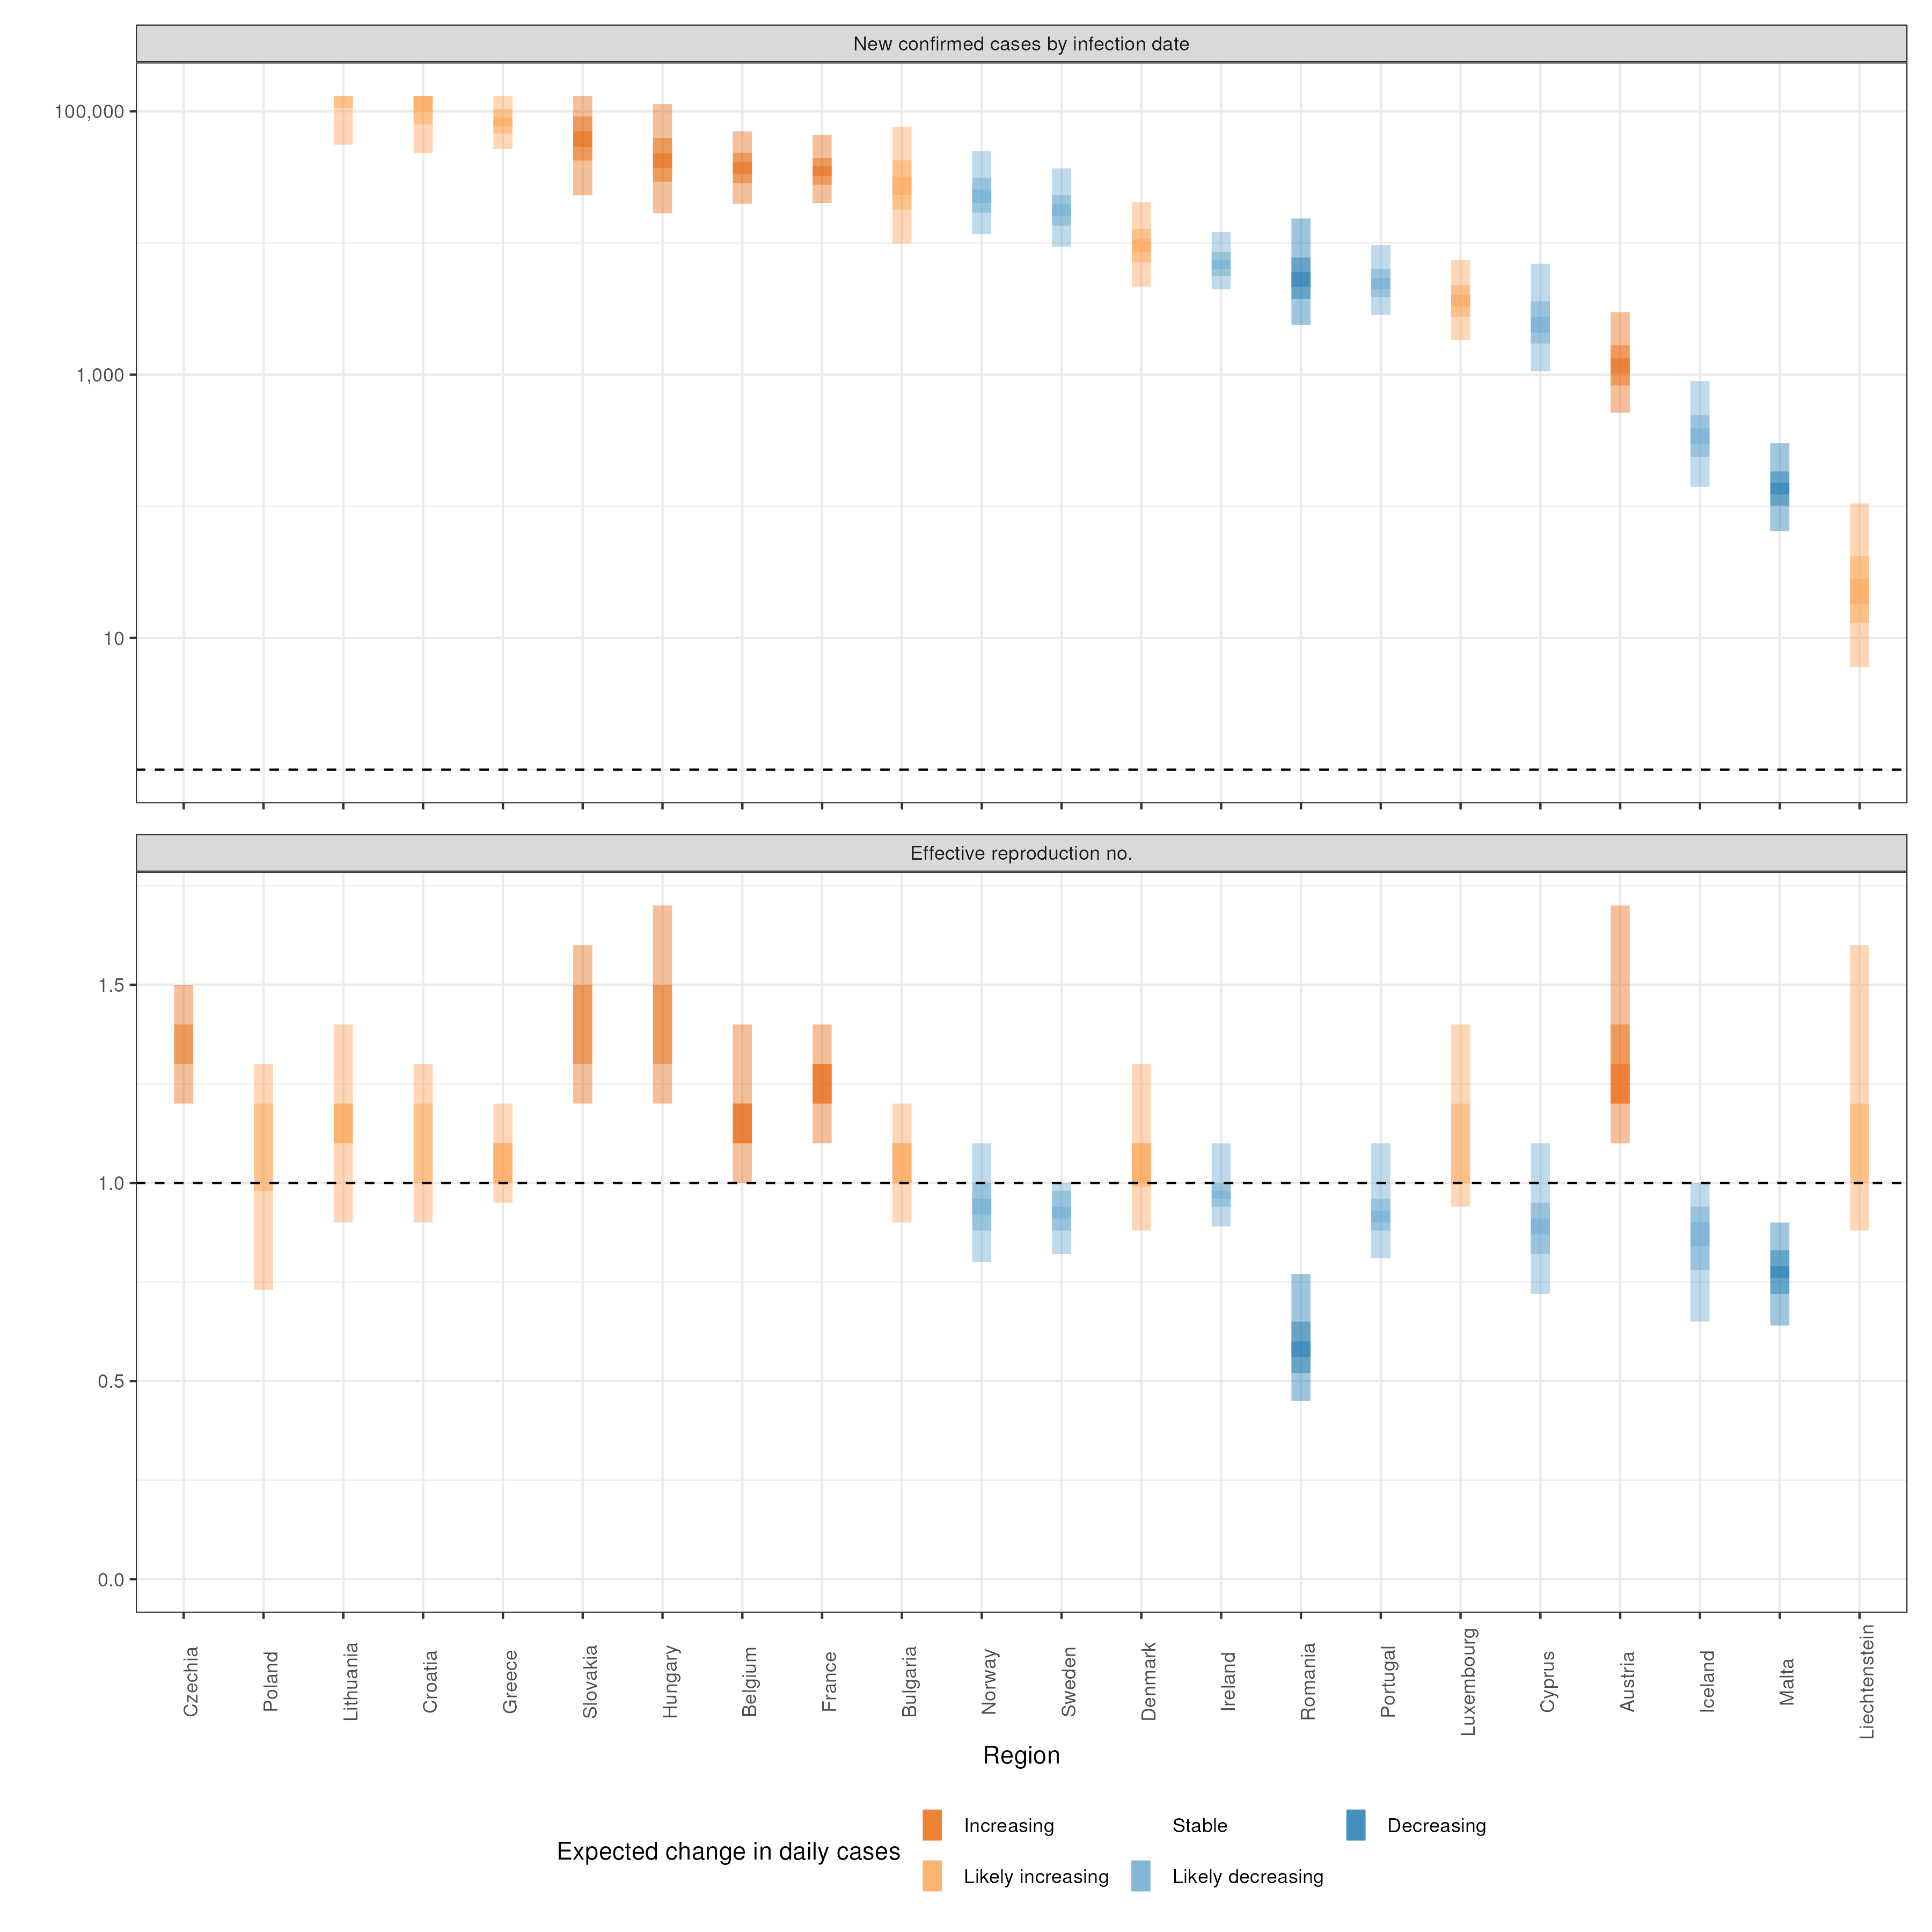 New confirmed cases by infection date
100,000
1,000
10
Effective reproduction no.
1.5
1.0
0.5
0.0
Czechia
Poland
Lithuania
Croatia
Greece
Slovakia
Hungary
Belgium
France
Bulgaria
Norway
Sweden
Denmark
Ireland
Romania
Portugal
Luxembourg
Cyprus
Austria
Iceland
Malta
Liechtenstein
Region
Expected change in daily cases
Increasing
Stable
Decreasing
Likely increasing
Likely decreasing